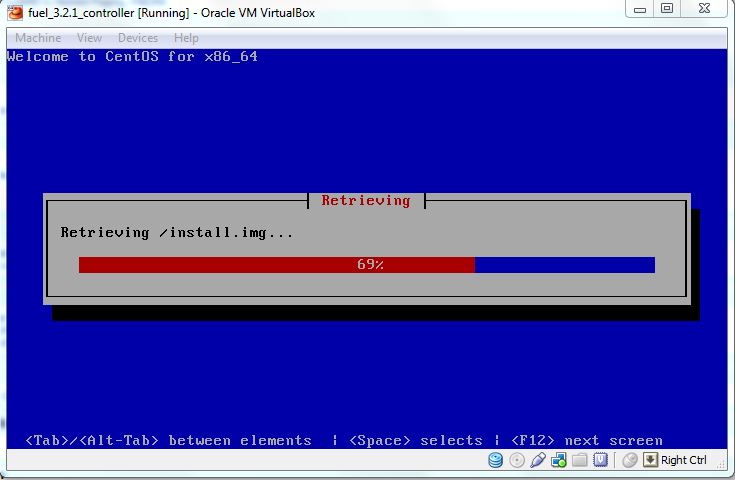 fuel_3.2.1_controller [Running] - Oracle VM VirtualBox
Machine View Devices Help
Welcome to CentOS for x86_64
Retrieving
Retrieving /install.img...
69%
<Tab>/<Alt-Tab> between elements | <Space> selects | <F12> next screen
Right Ctrl